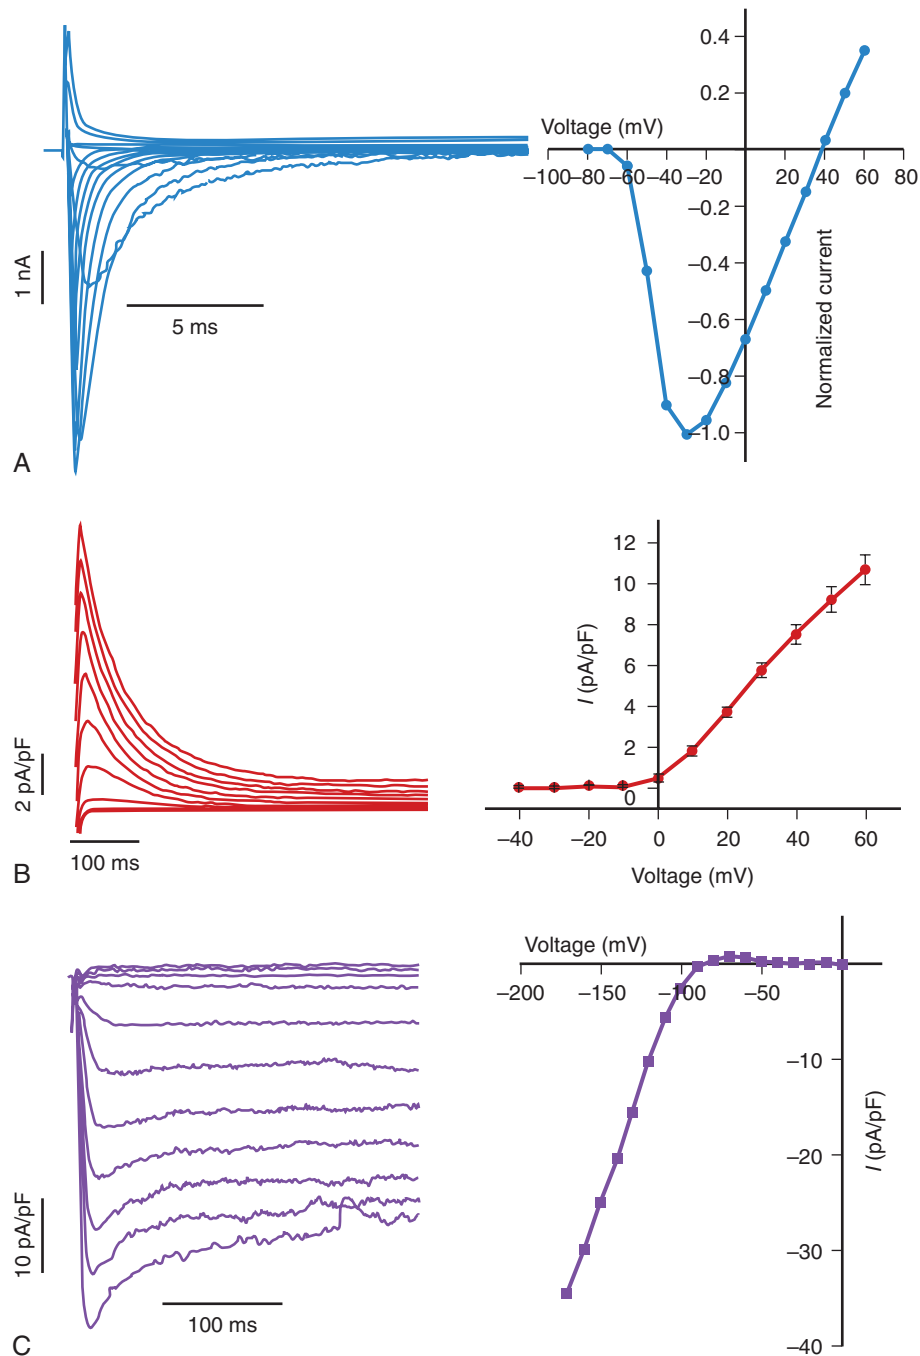 1 nA
5 ms
A
Voltage (mV)
–100
–80
–60
–40
–20
20
40
60
80
0.4
0.2
–0.2
–0.4
–0.6
–0.8
–1.0
Normalized current
2 pA/pF
100 ms
B
12
10
8
6
4
2
0
I (pA/pF)
–40
–20
0
20
40
60
Voltage (mV)
10 pA/pF
100 ms
C
Voltage (mV)
–200
–150
–100
–50
–10
–20
–30
–40
I (pA/pF)